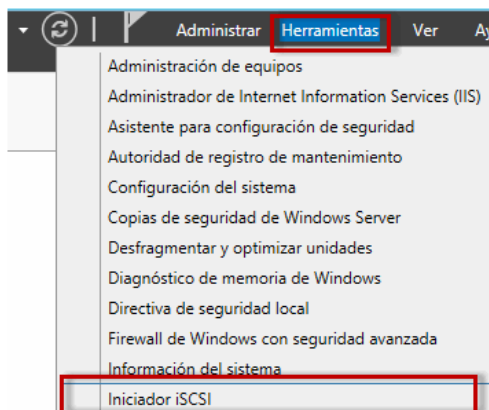 Administrar Herramientas Ver Ay
Administración de equipos
Administrador de Internet Information Services (IIS)
Asistente para configuración de seguridad
Autoridad de registro de mantenimiento
Configuración del sistema
Copias de seguridad de Windows Server
Desfragmentar y optimizar unidades
Diagnóstico de memoria de Windows
Directiva de seguridad local
Firewall de Windows con seguridad avanzada
Información del sistema
Iniciador iSCSI